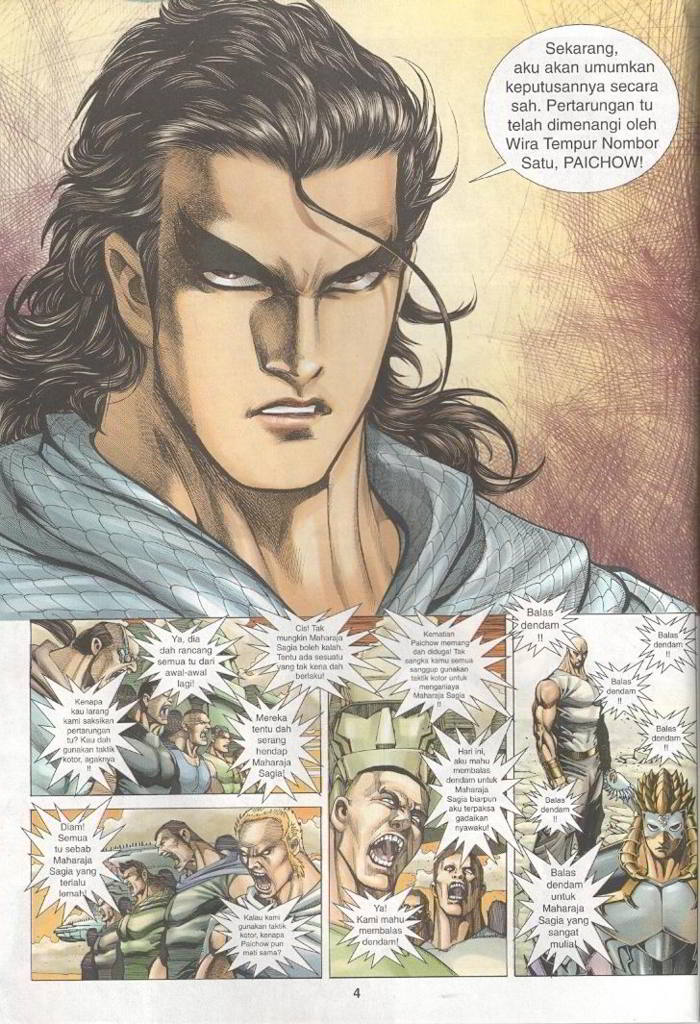 Sekarang,
aku akan umumkan
keputusannya secara
sah. Pertarungan tu
telah dimenangi oleh
Wira Tempur Nombor
Satu, PAICHOW!
Ya, dia
dah rancang
semua tu dari
awal-awal
lagi!
Kenapa
kau larang
kami saksikan
pertarungan
tu? Kau dah
gunakan taktik
kotor, agaknya
!!
Mereka
tentu dah
serang
hendap
Maharaja
Sagia!
Cis! Tak
mungkin Maharaja
Sagia boleh kalah.
Tentu ada sesuatu
yang tak kena dah
berlaku!
Diam!
Semua
tu sebab
Maharaja
Sagia yang
terlalu
lemah!
Kalau kami
gunakan taktik
kotor, kenapa
Paichow pun
mati sama?
Kematian
Paichow memang
dah diduga! Tak
sangka kamu semua
sanggup gunakan
taktik kotor untuk
menganiaya
Maharaja Sagia
!!
Hari ini,
aku mahu
membalas
dendam untuk
Maharaja
Sagia biarpun
aku terpaksa
gadaikan
nyawaku!
Ya!
Kami mahu
membalas
dendam!
Balas
dendam
!!
Balas
dendam!
Balas
dendam!
Balas
dendam!
Balas
dendam!
Balas
dendam
untuk
Maharaja
Sagia yang
sangat
mulia!
4